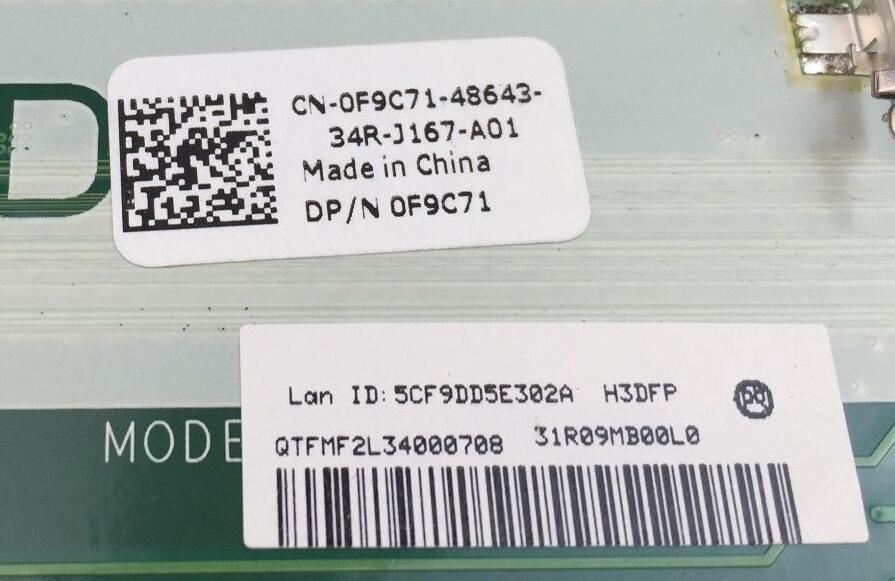 D
CN-0F9C71-48643-
34R-J167-A01
Made in China
DP/N 0F9C71
Lan ID: 5CF9DD5E302A H3DFP
MODE
QTFMF2L34000708 31R09MB00L0